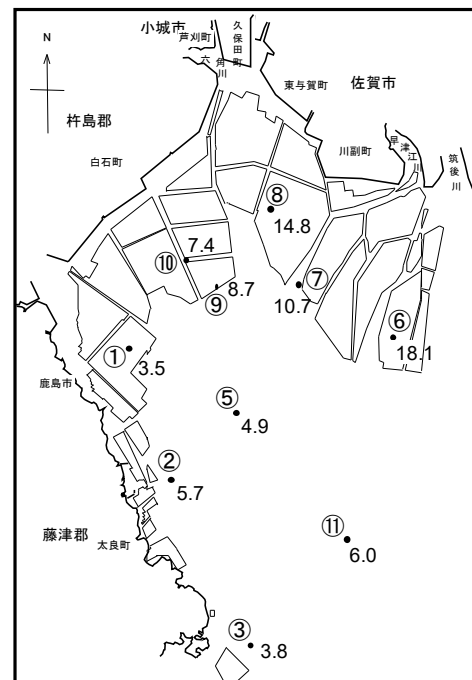 小城市
久保田町
芦刈町
六角川
N
東与賀町
佐賀市
杵島郡
川副町
早津江川
筑後川
白石町
⑧
14.8
7.4
⑩
⑦
10.7
8.7
⑨
⑥
18.1
①
3.5
鹿島市
⑤
4.9
②
5.7
藤津郡
太良町
⑪
6.0
③
3.8